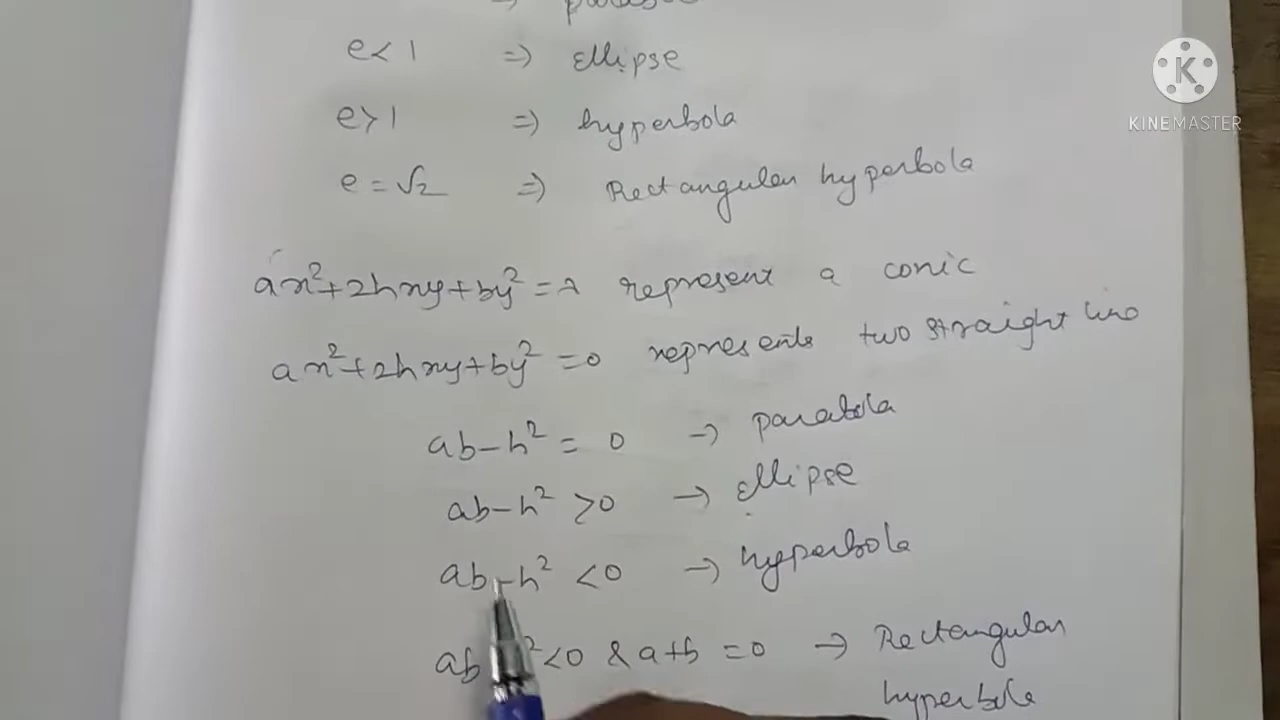 e < 1 => Ellipse
e > 1 => hyperbola
e = √2 => Rectangular hyperbola
ax²+2hxy+by² = λ represent a conic
ax²+2hxy+by² = 0 represents two straight line
ab-h² = 0 → parabola
ab-h² > 0 → Ellipse
ab-h² < 0 → hyperbola
ab ² < 0 & a+b = 0 → Rectangular
hyperbola
KINEMASTER